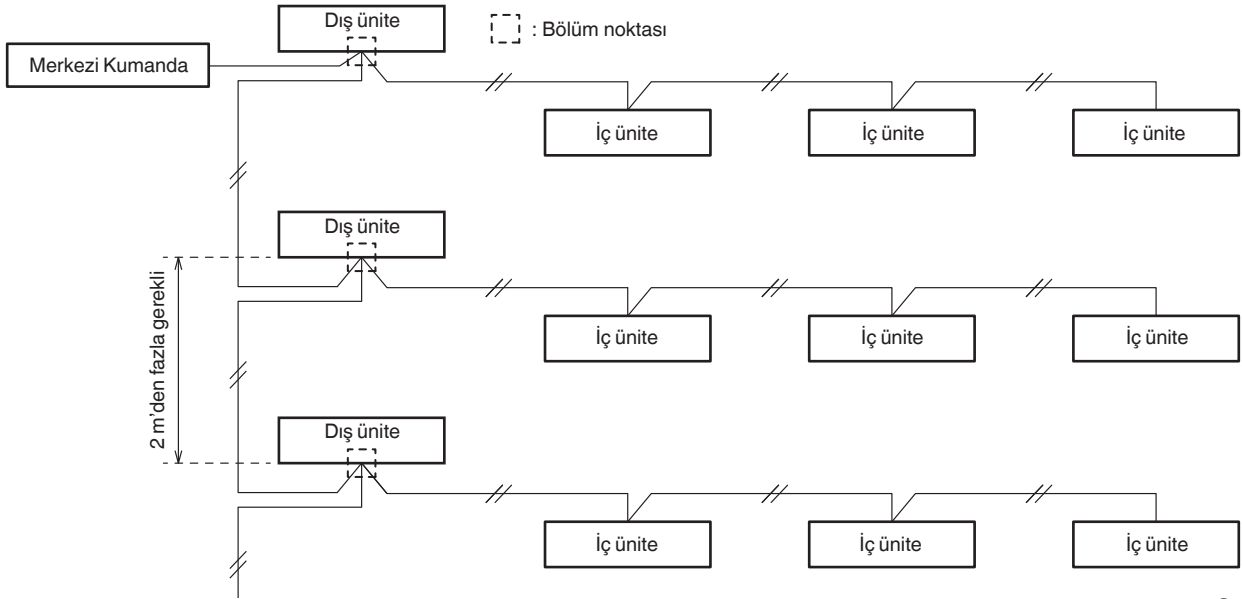 Dış ünite
: Bölüm noktası
Merkezi Kumanda
İç ünite
İç ünite
İç ünite
Dış ünite
İç ünite
İç ünite
İç ünite
2 m'den fazla gerekli
Dış ünite
İç ünite
İç ünite
İç ünite